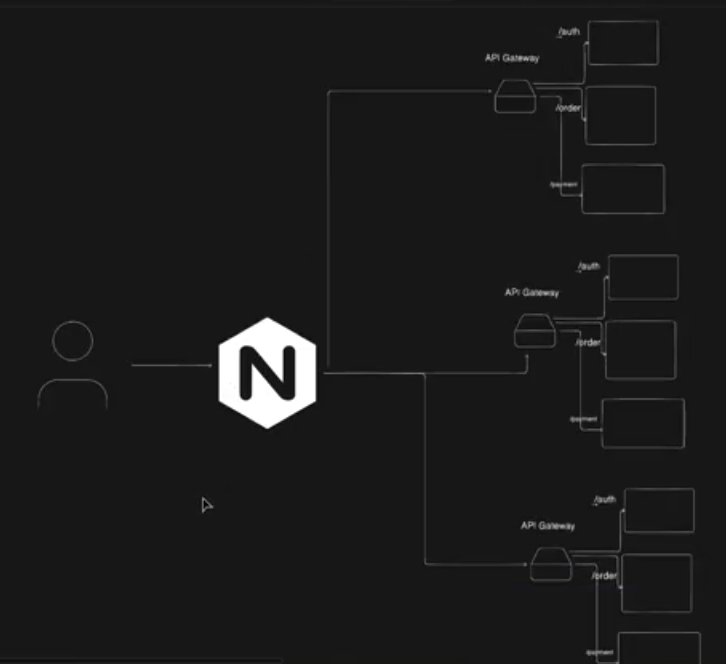 /auth
API Gateway
/order
/payment
/auth
API Gateway
/order
/payment
/auth
API Gateway
/order
/payment